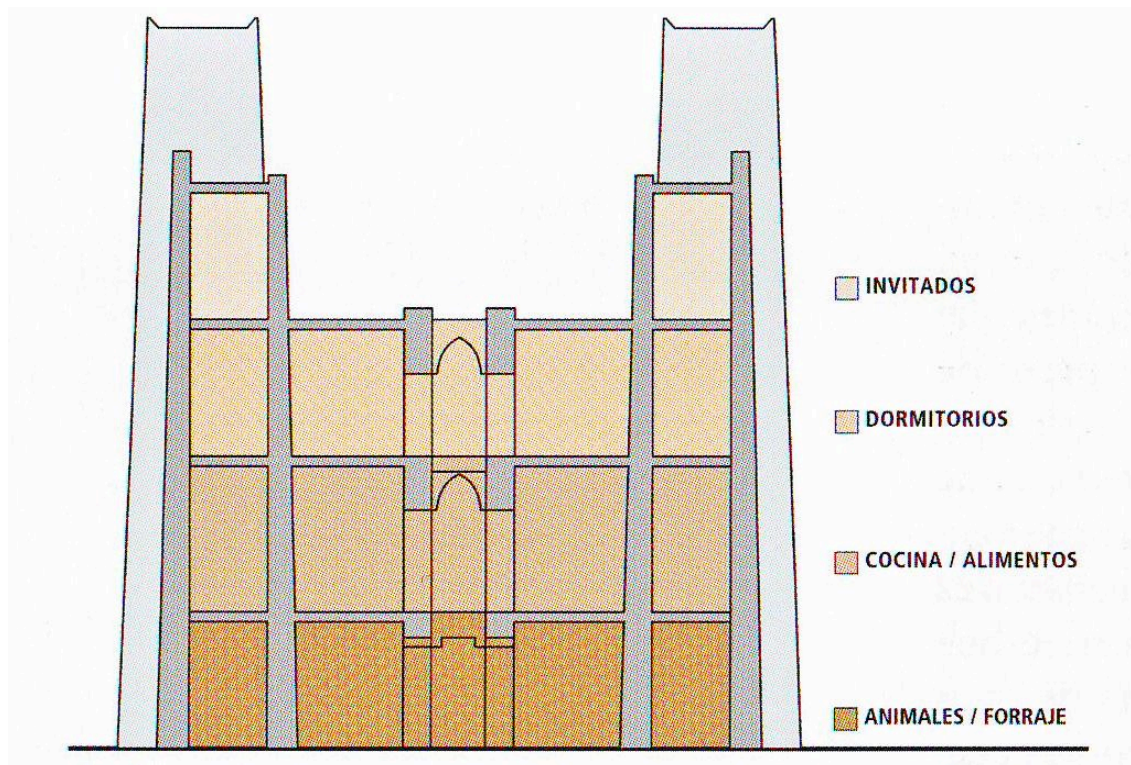 INVITADOS
DORMITORIOS
COCINA / ALIMENTOS
ANIMALES / FORRAJE